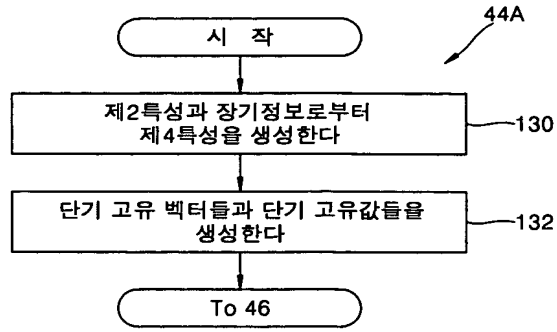 44A
시 작
제2특성과 장기정보로부터
제4특성을 생성한다
130
단기 고유 벡터들과 단기 고유값들을
생성한다
132
To 46